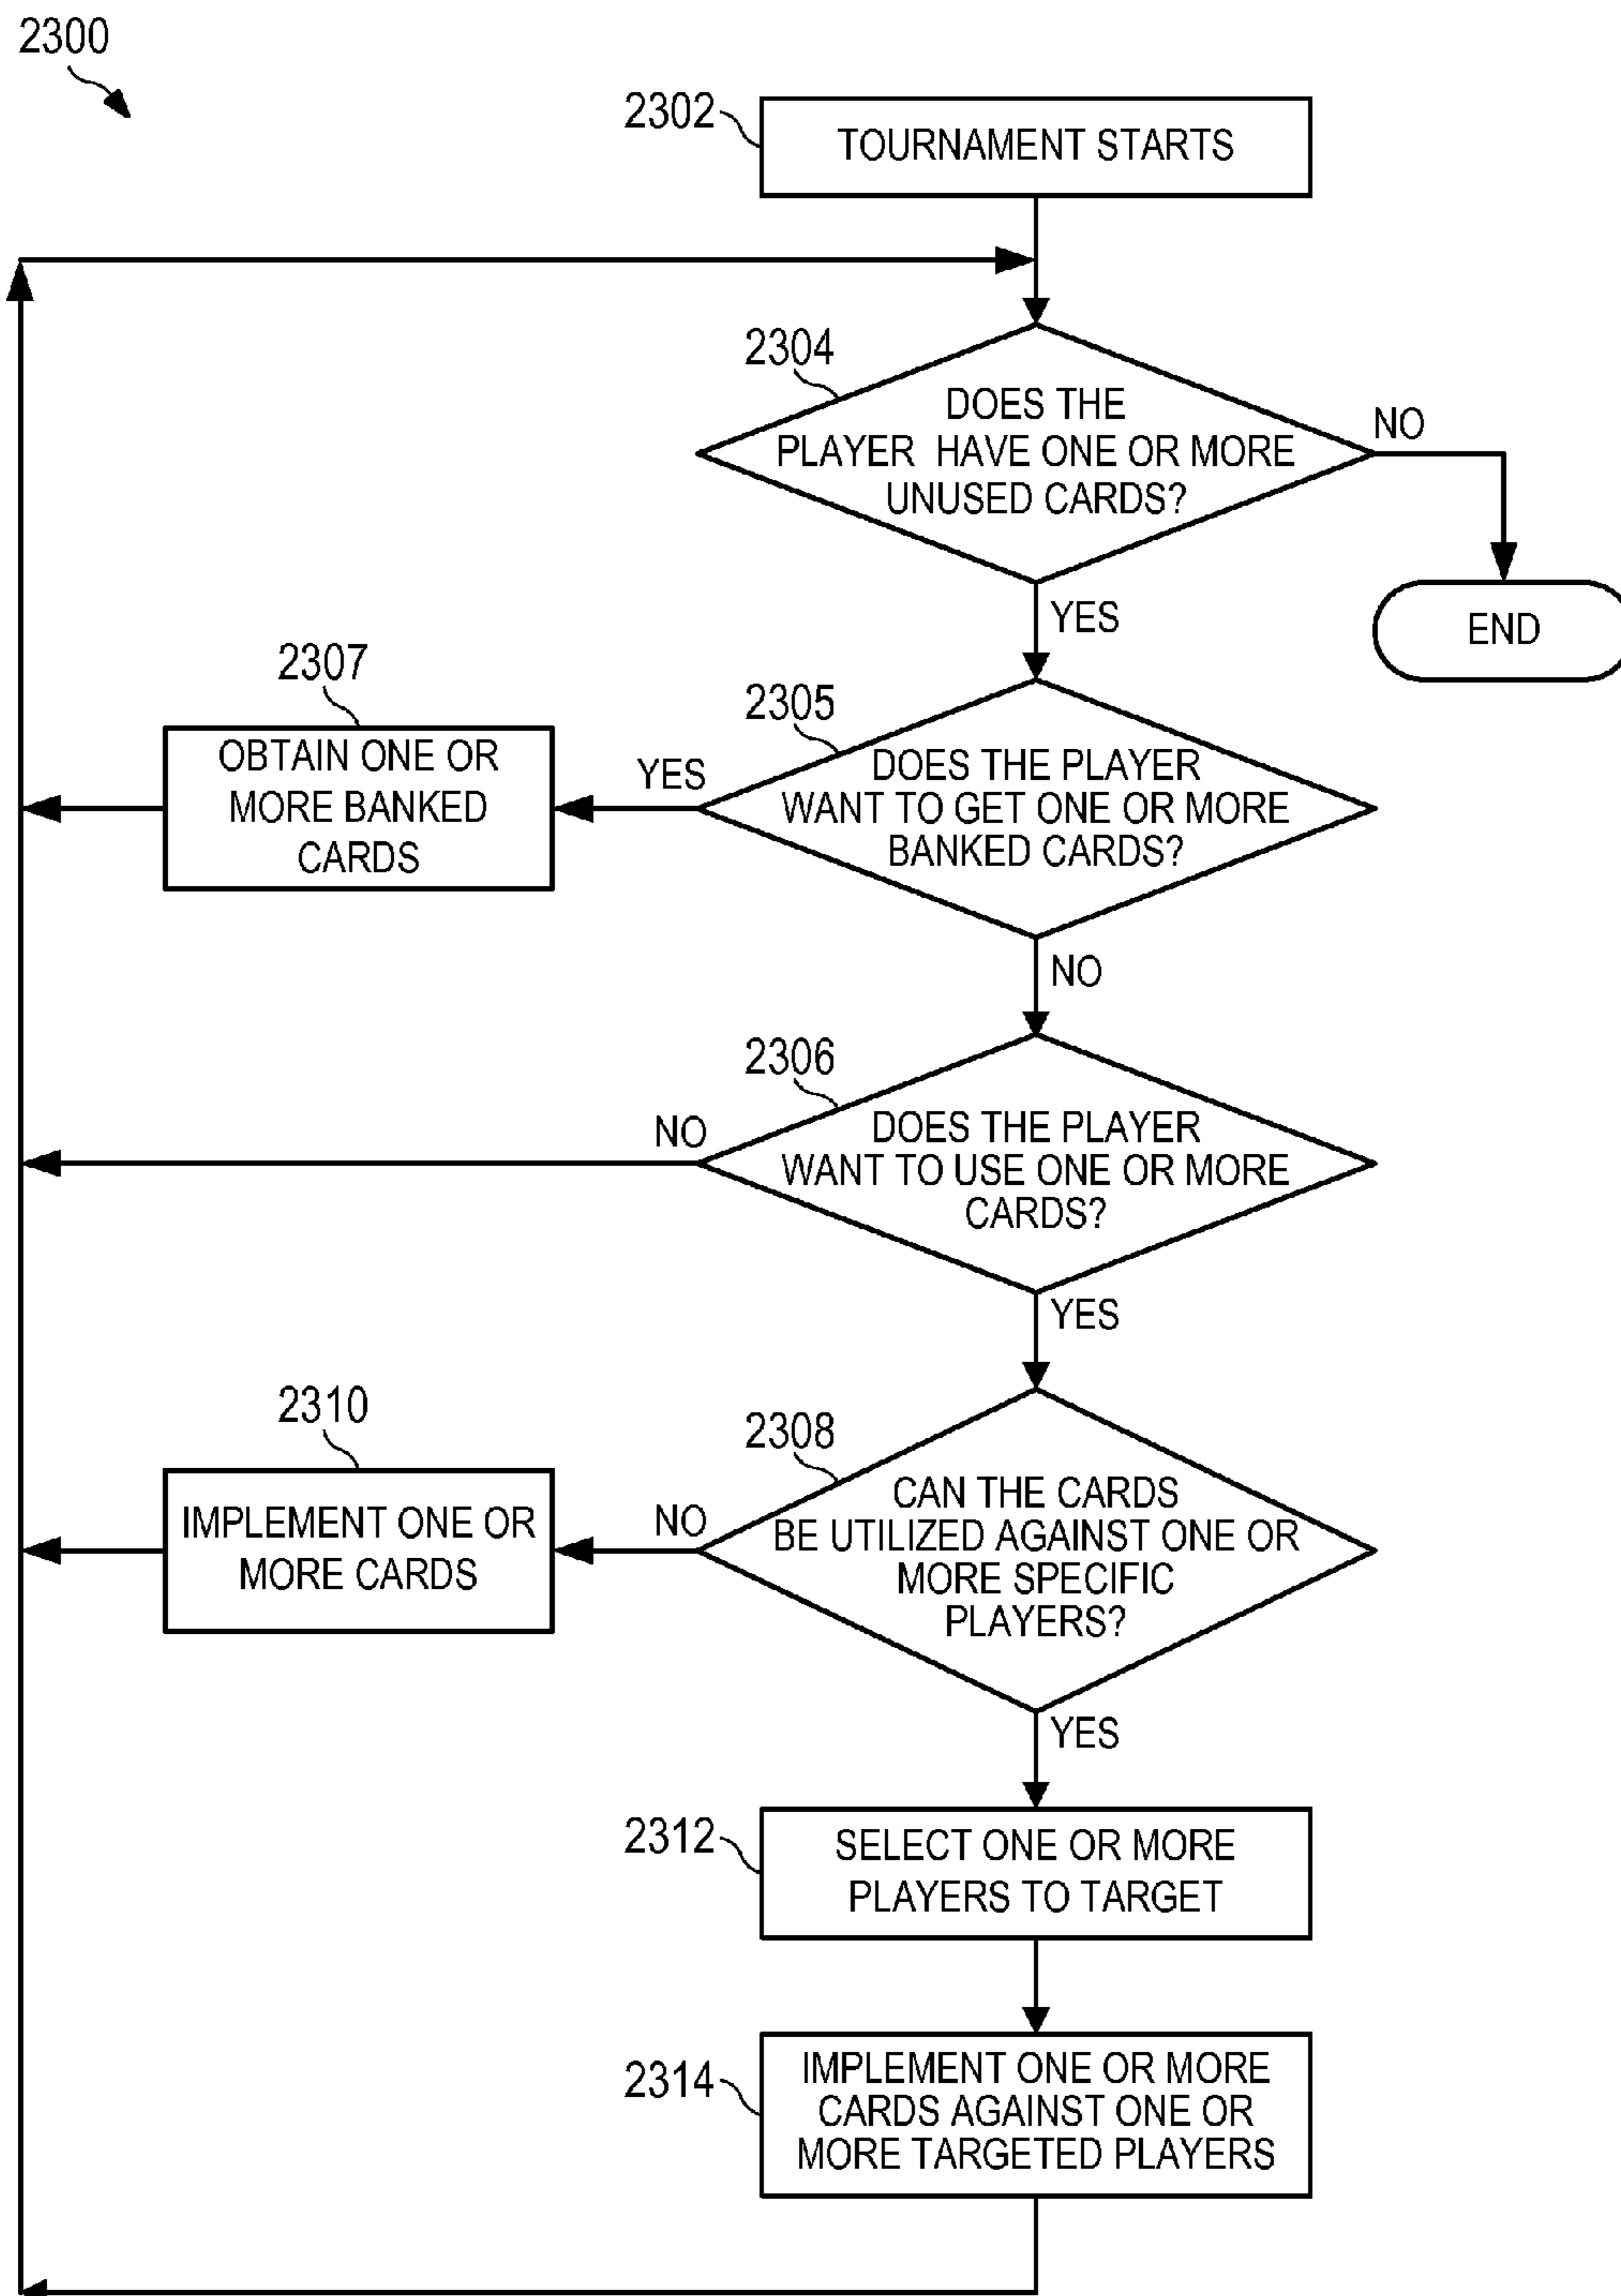 2300
2302
TOURNAMENT STARTS
2304
DOES THE
PLAYER HAVE ONE OR MORE
UNUSED CARDS?
NO
END
YES
2307
OBTAIN ONE OR
MORE BANKED
CARDS
YES
2305
DOES THE PLAYER
WANT TO GET ONE OR MORE
BANKED CARDS?
NO
2306
NO
DOES THE PLAYER
WANT TO USE ONE OR MORE
CARDS?
YES
2310
IMPLEMENT ONE OR
MORE CARDS
NO
2308
CAN THE CARDS
BE UTILIZED AGAINST ONE OR
MORE SPECIFIC
PLAYERS?
YES
2312
SELECT ONE OR MORE
PLAYERS TO TARGET
2314
IMPLEMENT ONE OR MORE
CARDS AGAINST ONE OR
MORE TARGETED PLAYERS